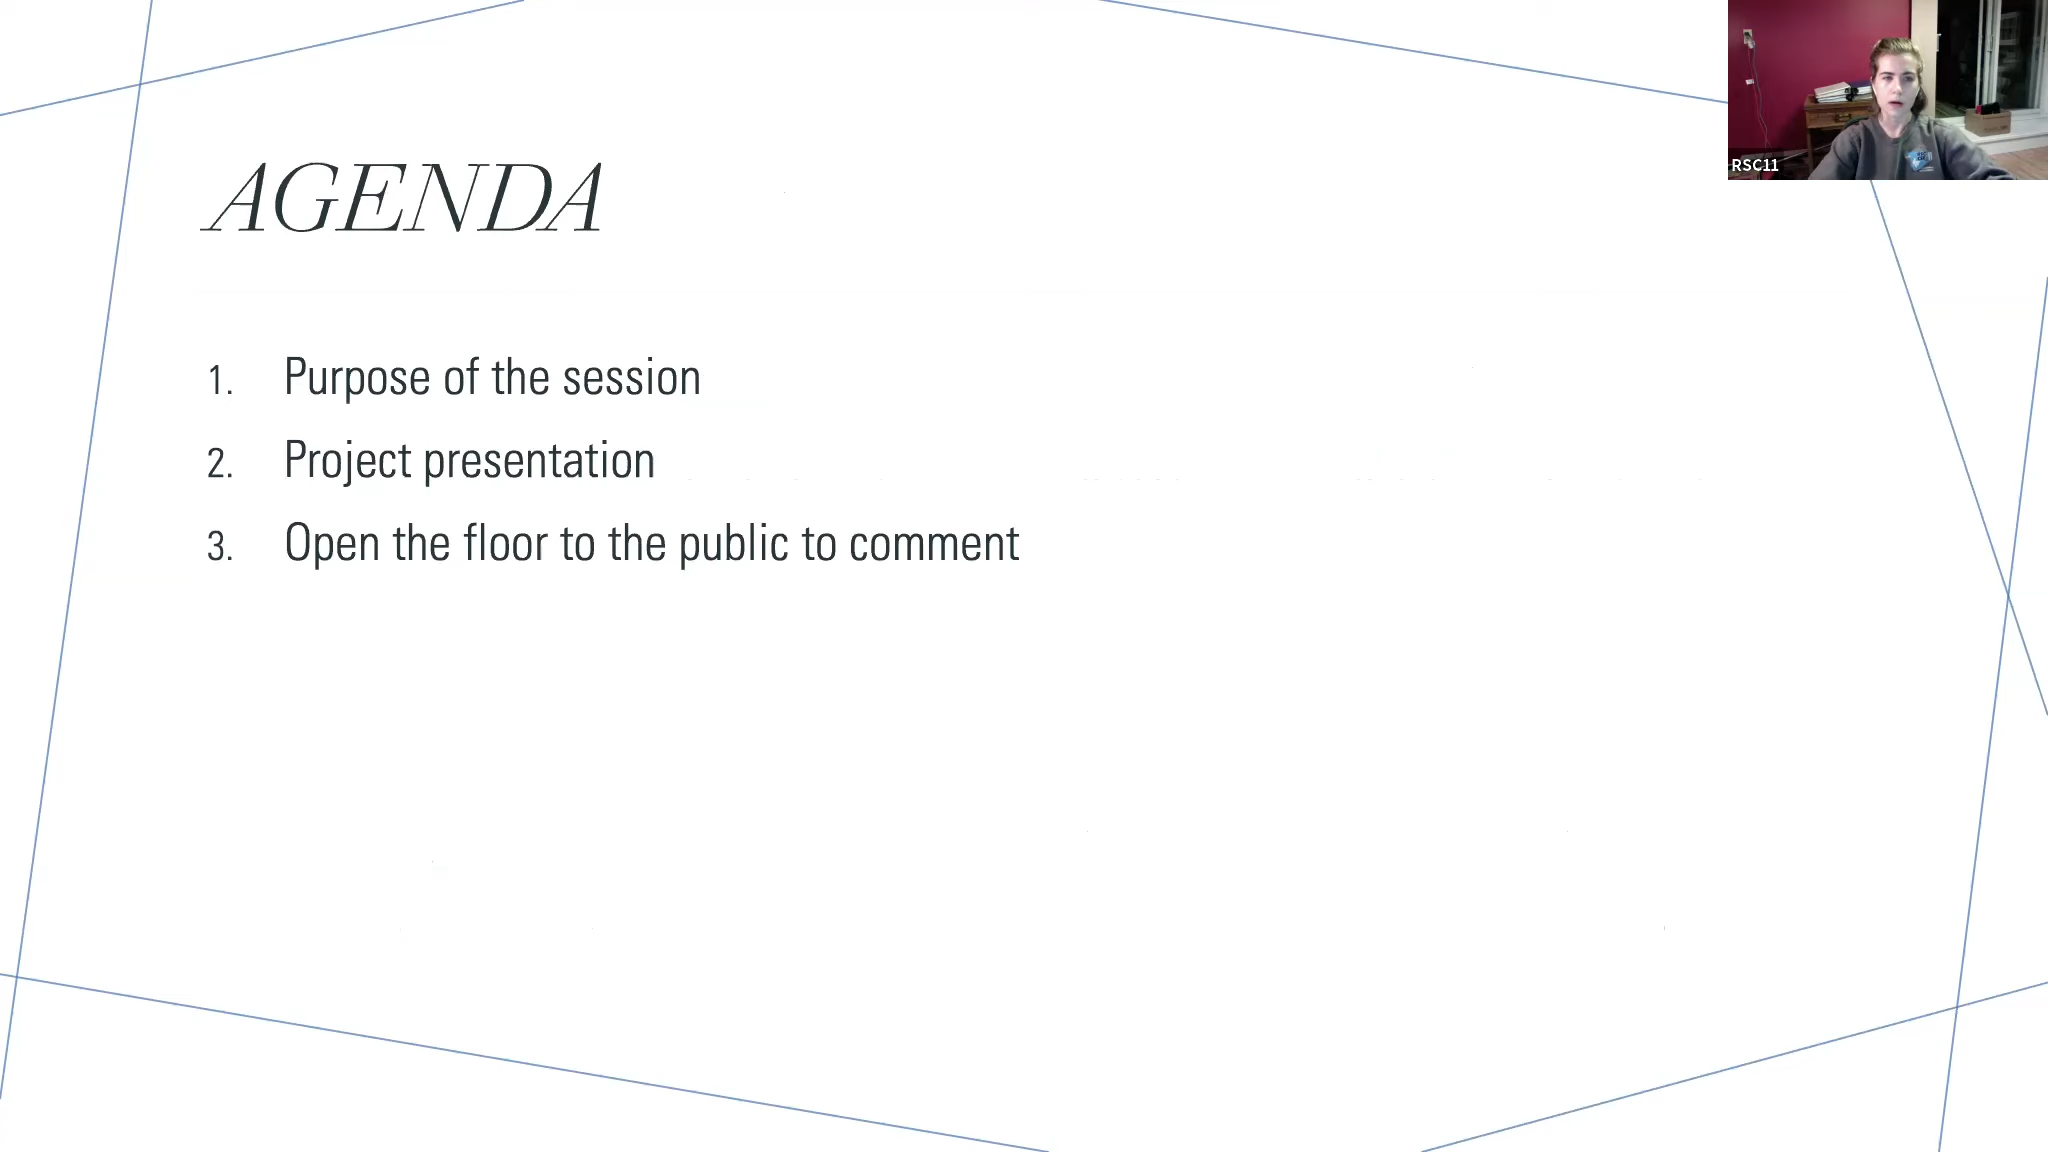 RSC11
AGENDA
1. Purpose of the session
2. Project presentation
3. Open the floor to the public to comment